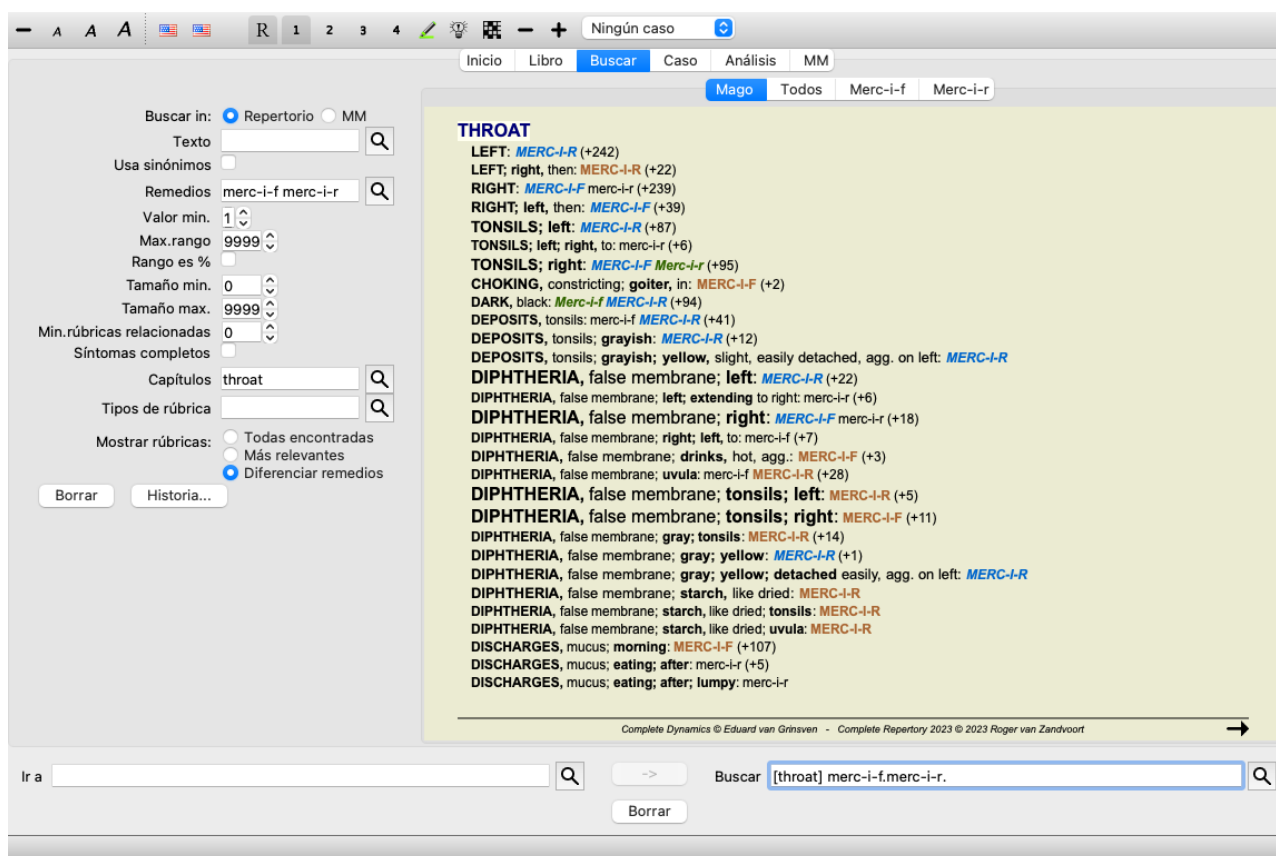 A A A R 1 2 3 4 Ningún caso
Inicio Libro Buscar Caso Análisis MM
Mago Todos Merc-i-f Merc-i-r
Buscar in: Repertorio MM
Texto
Usa sinónimos
Remedios merc-i-f merc-i-r
Valor min. 1
Max.rango 9999
Rango es %
Tamaño min. 0
Tamaño max. 9999
Min.rúbricas relacionadas 0
Síntomas completos
Capítulos throat
Tipos de rúbrica
Mostrar rúbricas: Todas encontradas
Más relevantes
Diferenciar remedios
Borrar Historia...
THROAT
LEFT: MERC-I-R (+242)
LEFT; right, then: MERC-I-R (+22)
RIGHT: MERC-I-F merc-i-r (+239)
RIGHT; left, then: MERC-I-F (+39)
TONSILS; left: MERC-I-R (+87)
TONSILS; left; right, to: merc-i-r (+6)
TONSILS; right: MERC-I-F Merc-i-r (+95)
CHOKING, constricting; goiter, in: MERC-I-F (+2)
DARK, black: Merc-i-f MERC-I-R (+94)
DEPOSITS, tonsils: merc-i-f MERC-I-R (+41)
DEPOSITS, tonsils; grayish: MERC-I-R (+12)
DEPOSITS, tonsils; grayish; yellow, slight, easily detached, agg. on left: MERC-I-R
DIPHTHERIA, false membrane; left: MERC-I-R (+22)
DIPHTHERIA, false membrane; left; extending to right: merc-i-r (+6)
DIPHTHERIA, false membrane; right: MERC-I-F merc-i-r (+18)
DIPHTHERIA, false membrane; right; left, to: merc-i-f (+7)
DIPHTHERIA, false membrane; drinks, hot, agg.: MERC-I-F (+3)
DIPHTHERIA, false membrane; uvula: merc-i-f MERC-I-R (+28)
DIPHTHERIA, false membrane; tonsils; left: MERC-I-R (+5)
DIPHTHERIA, false membrane; tonsils; right: MERC-I-F (+11)
DIPHTHERIA, false membrane; gray; tonsils: MERC-I-R (+14)
DIPHTHERIA, false membrane; gray; yellow: MERC-I-R (+1)
DIPHTHERIA, false membrane; gray; yellow; detached easily, agg. on left: MERC-I-R
DIPHTHERIA, false membrane; starch, like dried: MERC-I-R
DIPHTHERIA, false membrane; starch, like dried; tonsils: MERC-I-R
DIPHTHERIA, false membrane; starch, like dried; uvula: MERC-I-R
DISCHARGES, mucus; morning: MERC-I-F (+107)
DISCHARGES, mucus; eating; after: merc-i-r (+5)
DISCHARGES, mucus; eating; after; lumpy: merc-i-r
Complete Dynamics © Eduard van Grinsven - Complete Repertory 2023 © 2023 Roger van Zandvoort
Ir a -> Buscar [throat] merc-i-f.merc-i-r.
Borrar